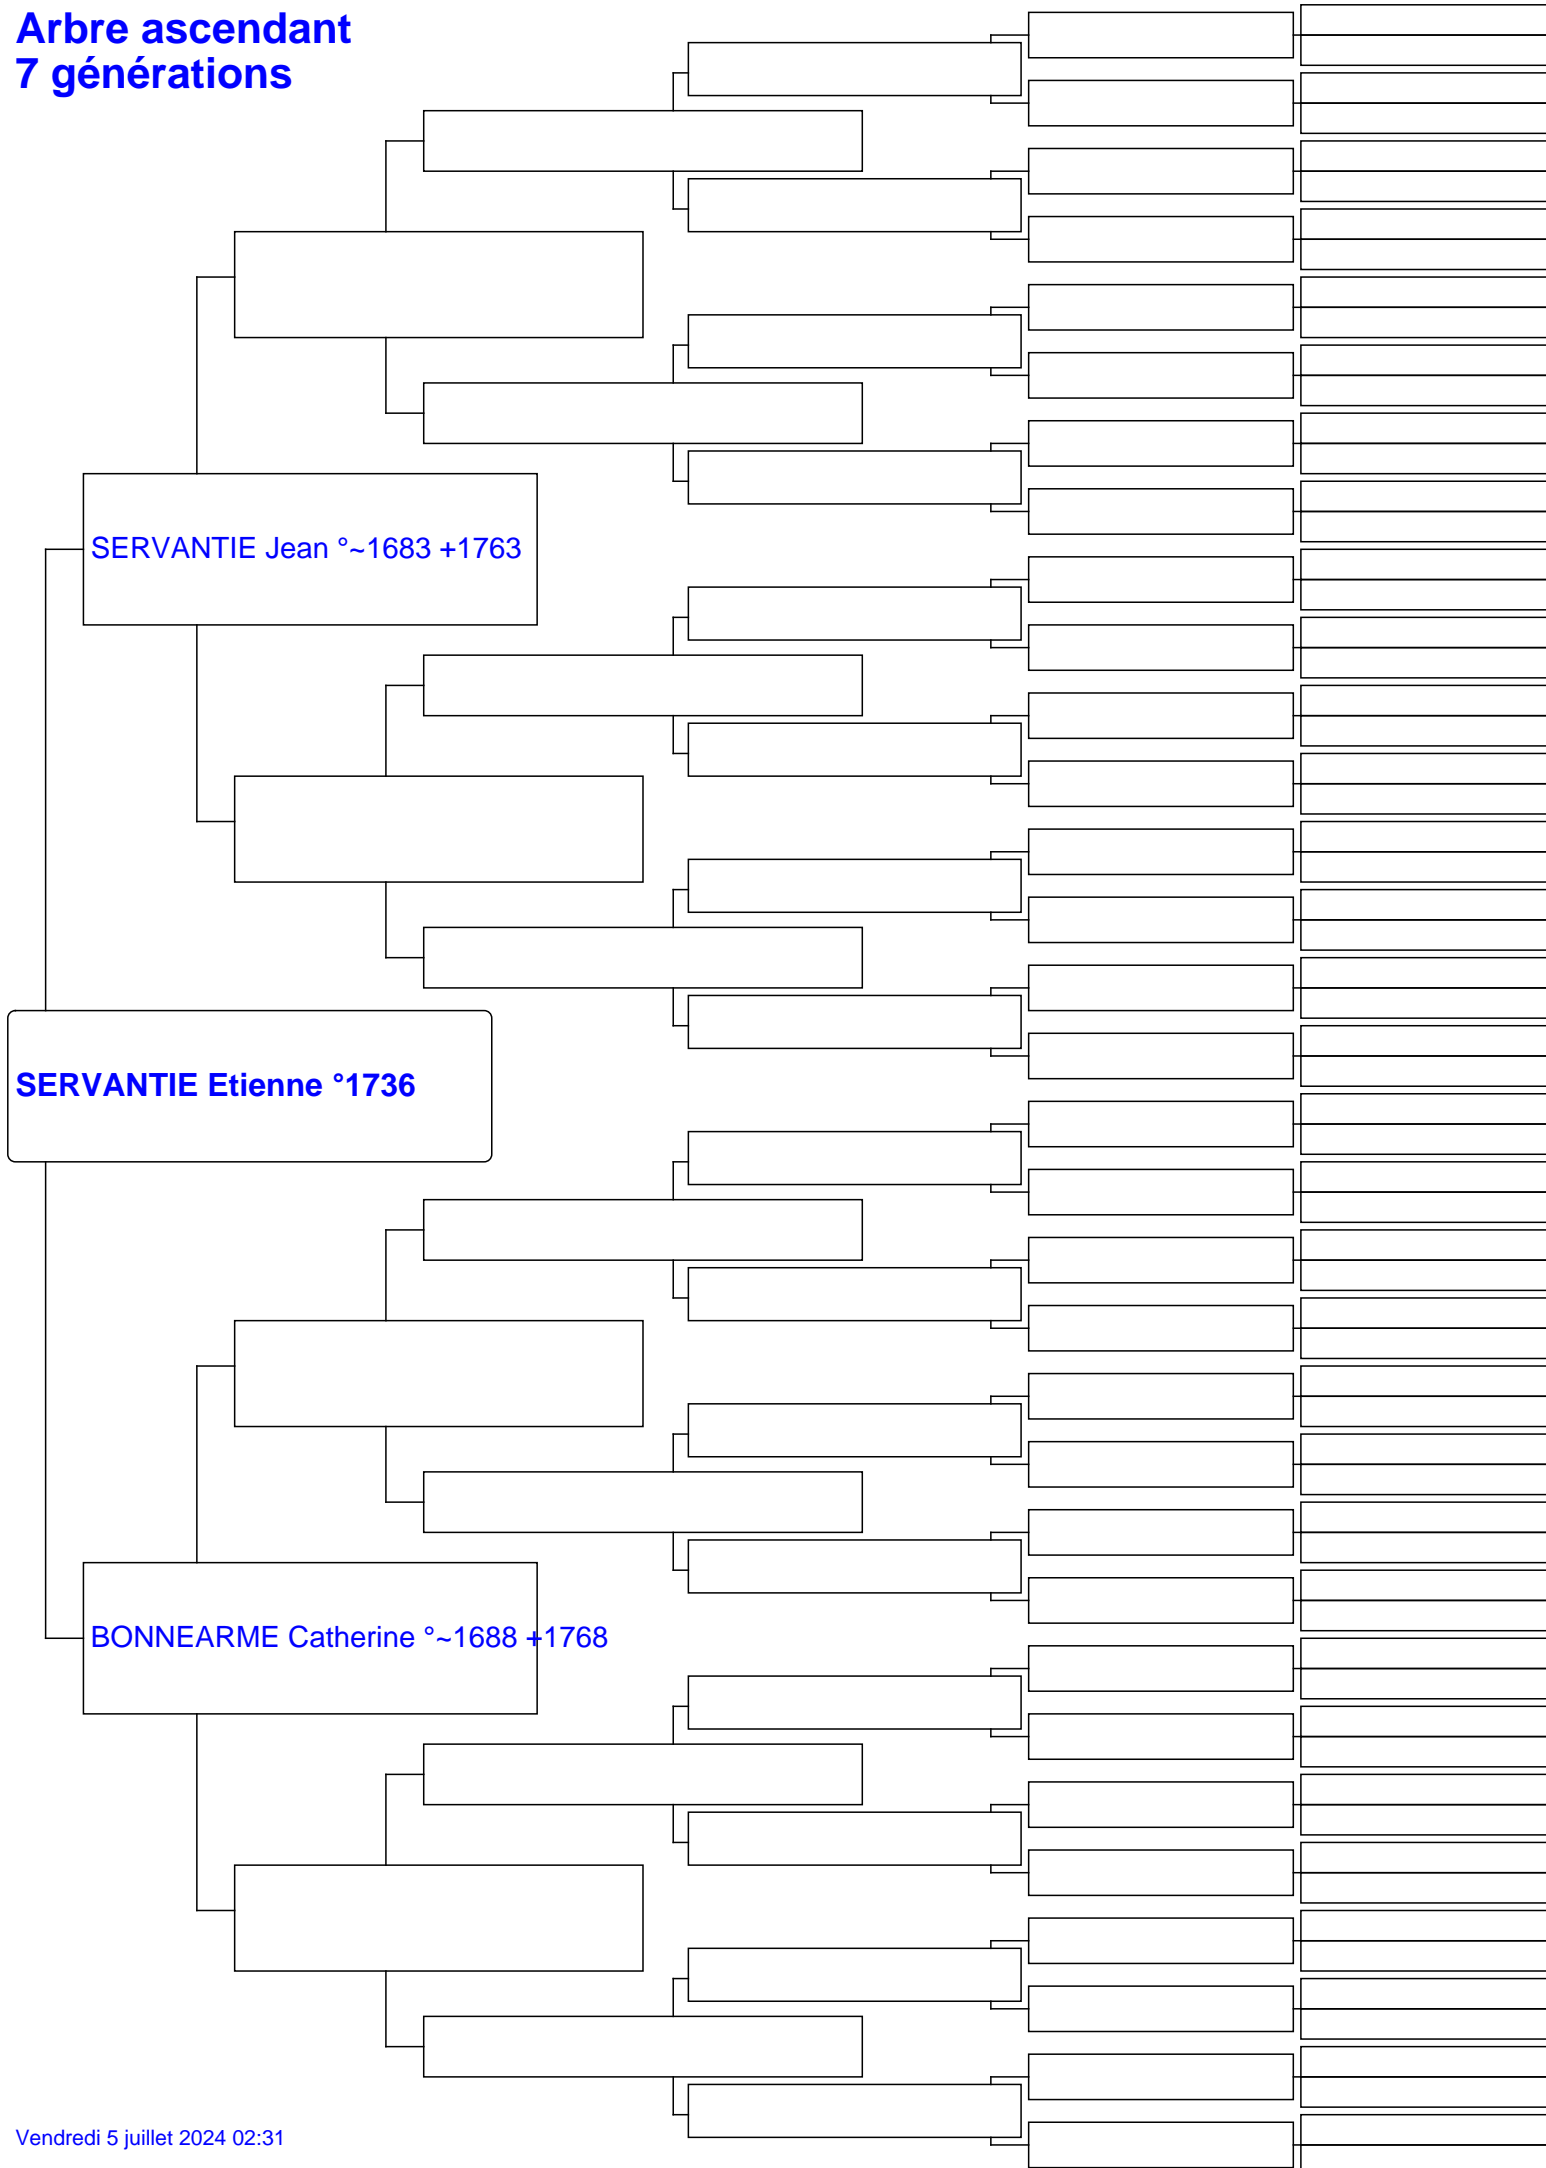 Arbre ascendant
7 générations
SERVANTIE Jean °~1683 +1763
SERVANTIE Etienne °1736
BONNEARME Catherine °~1688 +1768
Vendredi 5 juillet 2024 02:31